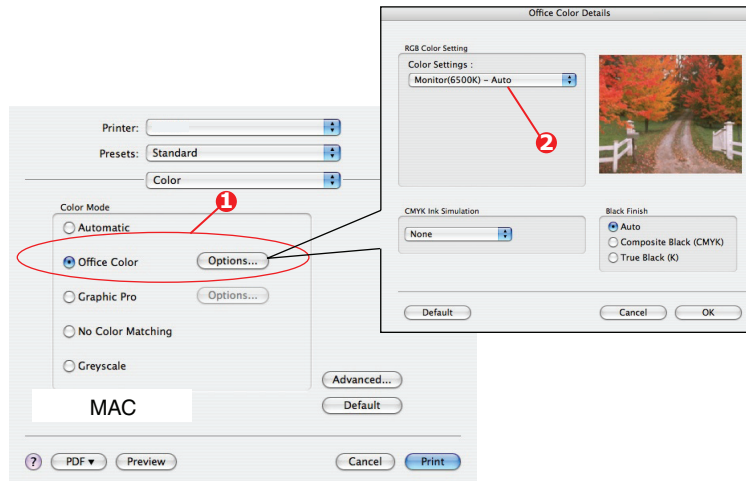 Office Color Details
RGB Color Setting
Color Settings :
Monitor(6500K) - Auto
2
CMYK Ink Simulation
None
Black Finish
Auto
Composite Black (CMYK)
True Black (K)
Default
Cancel
OK
Printer:
Presets: Standard
Color
1
Color Mode
Automatic
Office Color
Options...
Graphic Pro
Options...
No Color Matching
Greyscale
MAC
Advanced...
Default
?
PDF
Preview
Cancel
Print